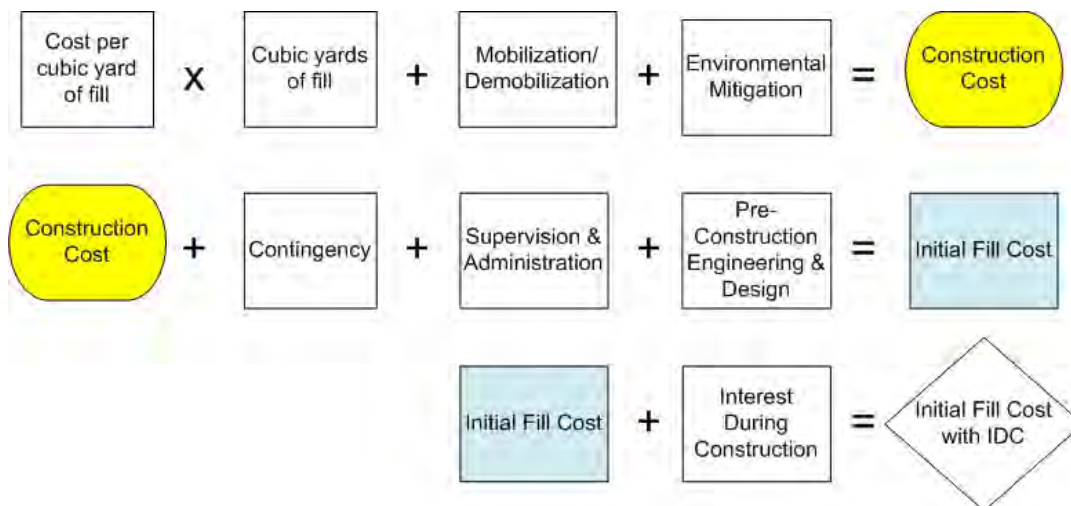 Cost per
cubic yard
of fill
x
Cubic yards
of fill
+
Mobilization/
Demobilization
+
Environmental
Mitigation
=
Construction
Cost
Construction
Cost
+
Contingency
+
Supervision &
Administration
+
Pre-
Construction
Engineering &
Design
=
Initial Fill Cost
Initial Fill Cost
+
Interest
During
Construction
=
Initial Fill Cost
with IDC